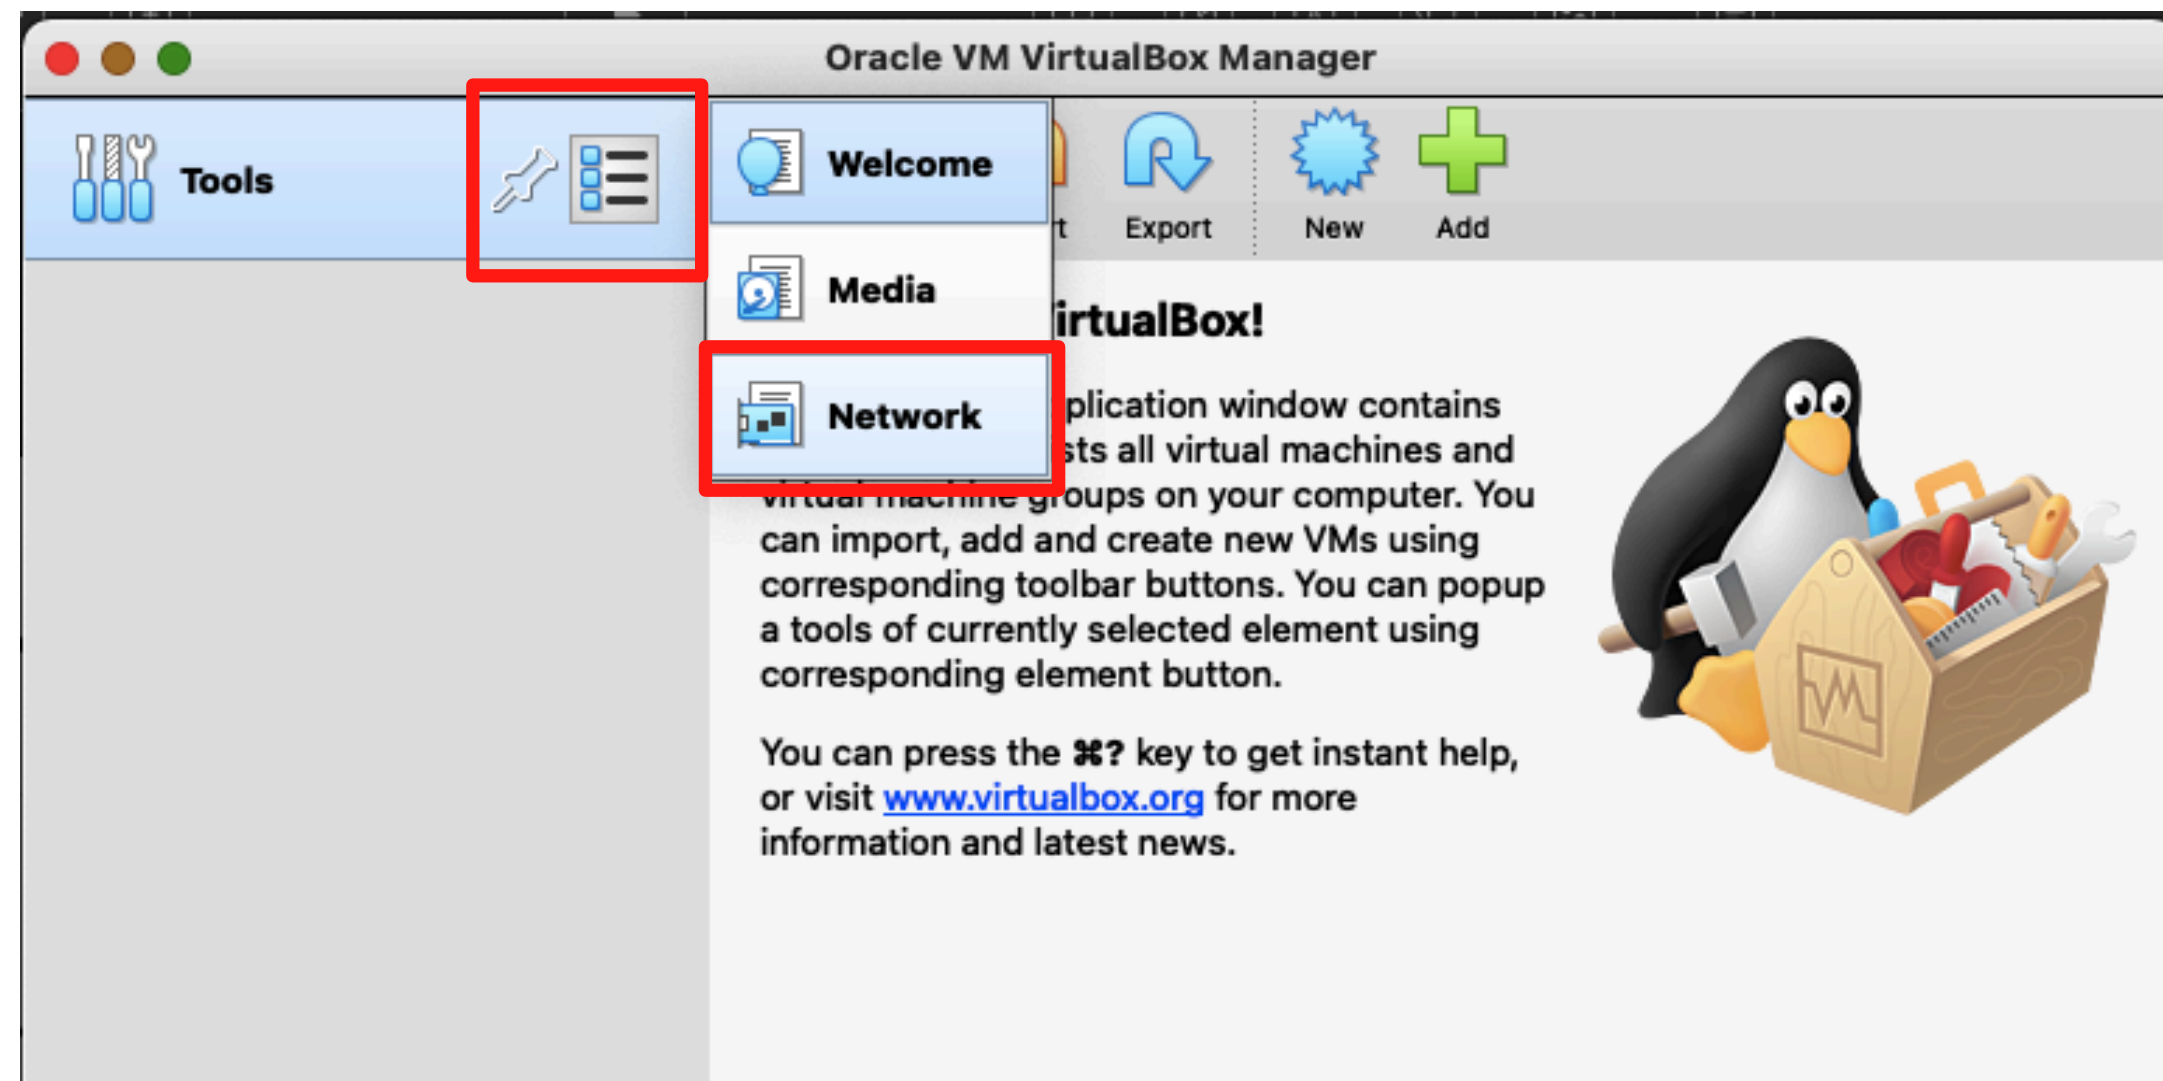 Oracle VM VirtualBox Manager
Tools
Welcome
Export
New
Add
Media
Network
irtualBox!
plication window contains
sts all virtual machines and
virtual machine groups on your computer. You
can import, add and create new VMs using
corresponding toolbar buttons. You can popup
a tools of currently selected element using
corresponding element button.
You can press the ⌘? key to get instant help,
or visit www.virtualbox.org for more
information and latest news.